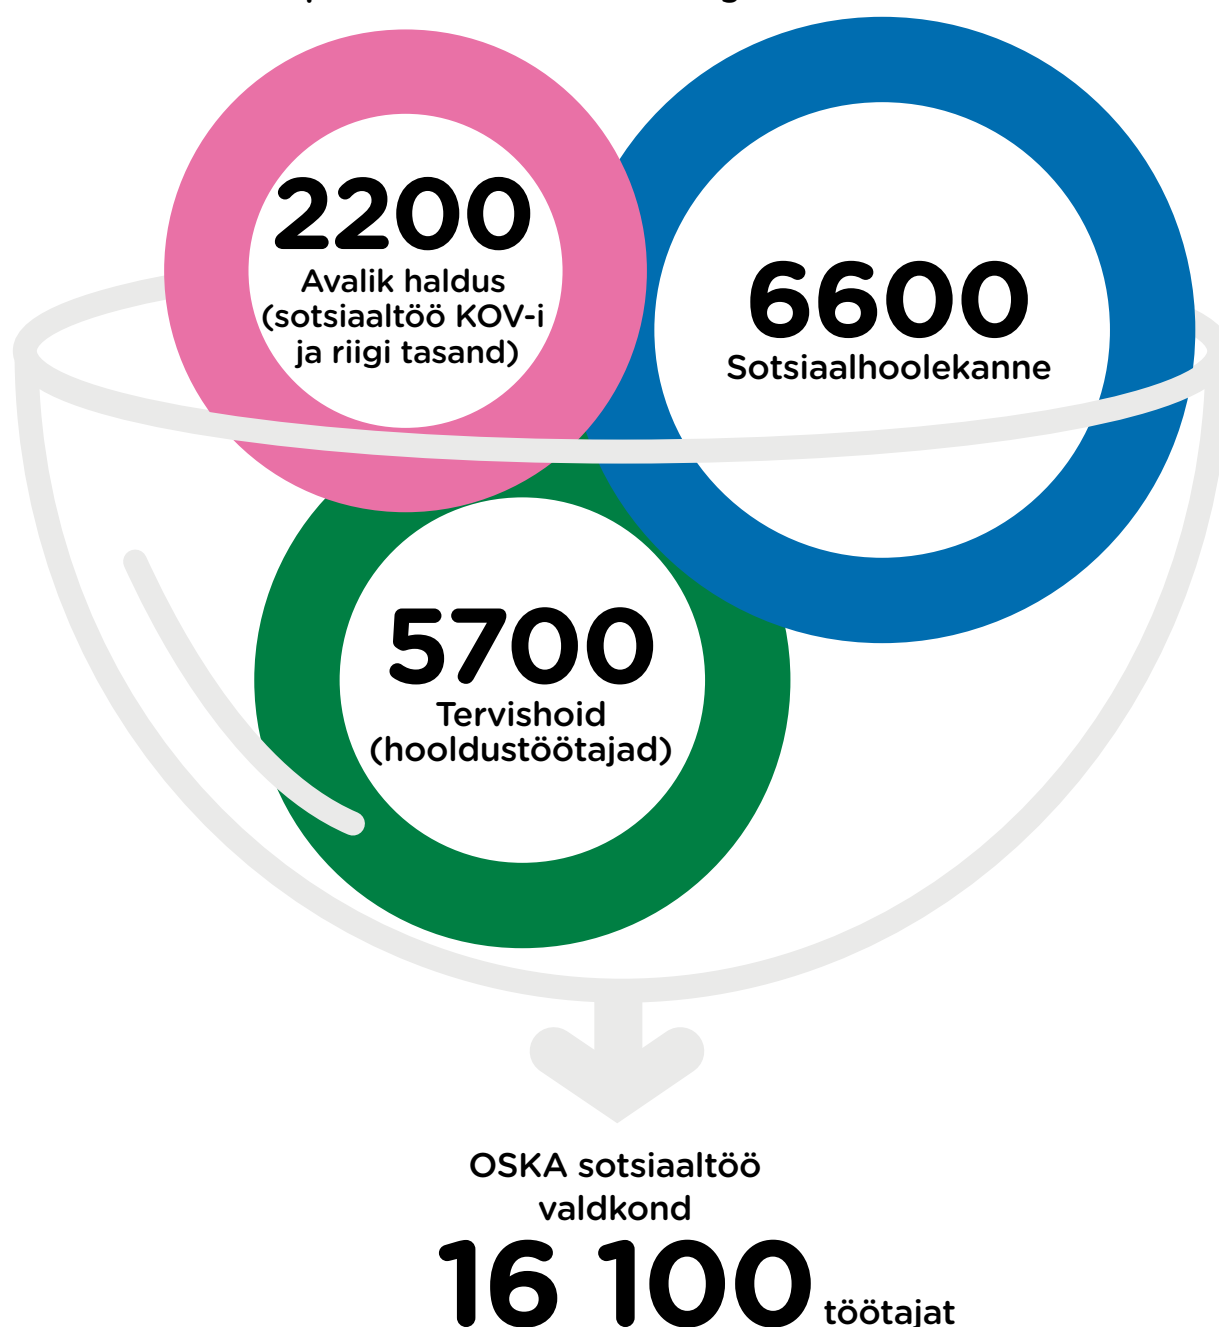 2200
Avalik haldus
(sotsiaaltöö KOV-i
ja riigi tasand)
6600
Sotsiaalhoolekanne
5700
Tervishoid
(hooldustöötajad)
OSKA sotsiaaltöö
valdkond
16 100 töötajat